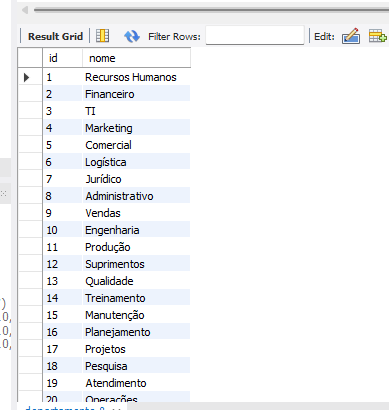 Result Grid Filter Rows: Edit:
id nome
1 Recursos Humanos
2 Financeiro
3 TI
4 Marketing
5 Comercial
6 Logística
7 Jurídico
8 Administrativo
9 Vendas
10 Engenharia
11 Produção
12 Suprimentos
13 Qualidade
14 Treinamento
15 Manutenção
16 Planejamento
17 Projetos
18 Pesquisa
19 Atendimento
20 Operações